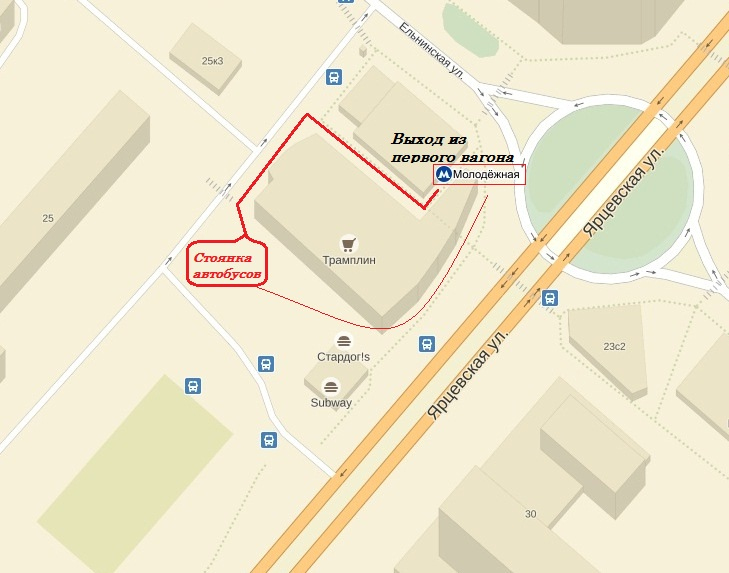 Ельнинская ул.
25к3
Выход из
первого вагона
Молодёжная
Ярцевская ул.
25
Стоянка
автобусов
Трамплин
Стардог!s
23с2
Ярцевская ул.
Subway
30